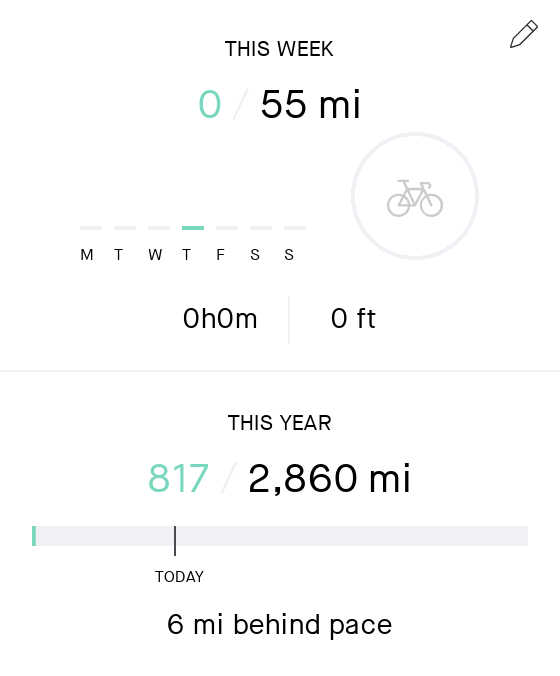 THIS WEEK
0 / 55 mi
M T W T F S S
0h0m 0 ft
THIS YEAR
817 / 2,860 mi
TODAY
6 mi behind pace